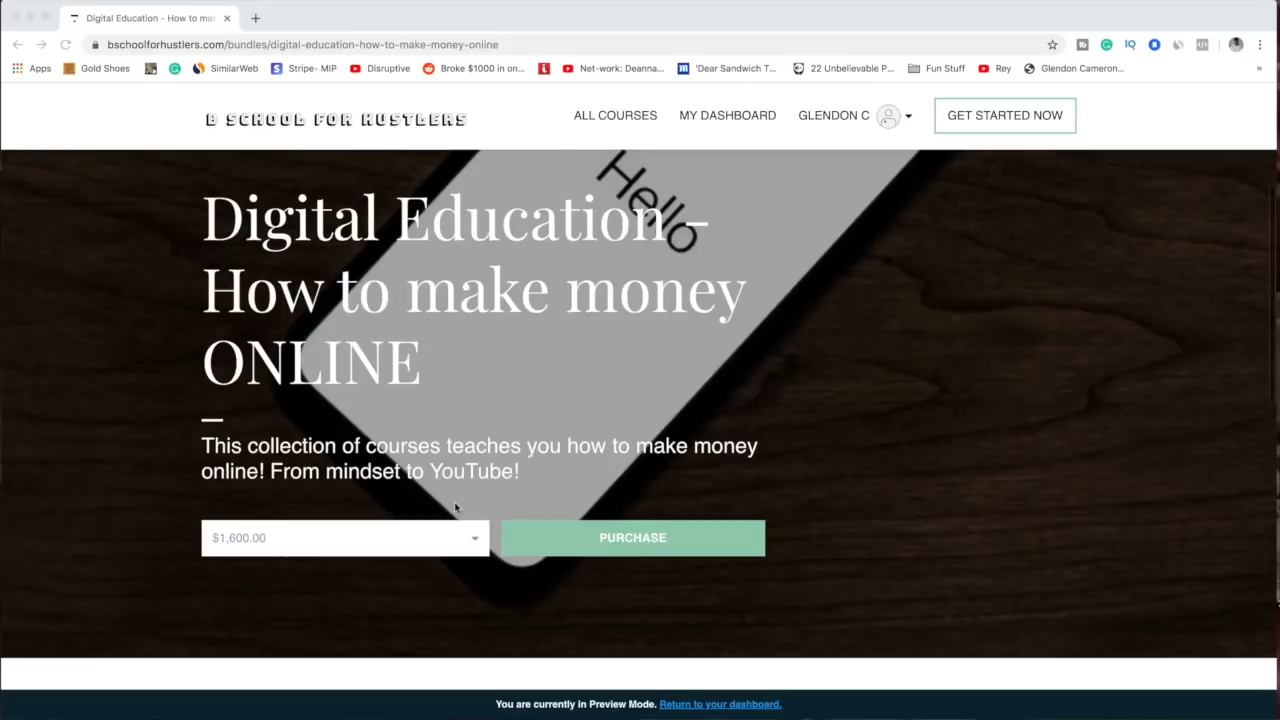 Digital Education - How to ma
bschoolforhustlers.com/bundles/digital-education-how-to-make-money-online
IQ
Apps
Gold Shoes
SimilarWeb
Stripe- MIP
Disruptive
Broke $1000 in on...
Net-work: Deanna...
'Dear Sandwich T...
22 Unbelievable P...
Fun Stuff
Rey
Glendon Cameron...
»
B SCHOOL FOR HUSTLERS
ALL COURSES
MY DASHBOARD
GLENDON C
GET STARTED NOW
Hello
Digital Education -
How to make money
ONLINE
This collection of courses teaches you how to make money
online! From mindset to YouTube!
$1,600.00
PURCHASE
You are currently in Preview Mode. Return to your dashboard.